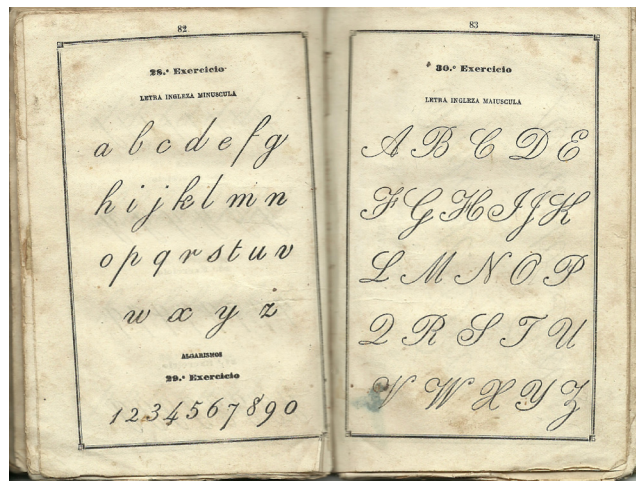 82
28.º Exercicio
LETRA INGLEZA MINUSCULA
a b c d e f g
h i j k l m n
o p q r s t u v
w x y z
ALGARISMOS
29.º Exercicio
1 2 3 4 5 6 7 8 9 0
83
30.º Exercicio
LETRA INGLEZA MAIUSCULA
A B C D E
F G H I J K
L M N O P
Q R S T U
V W X Y Z